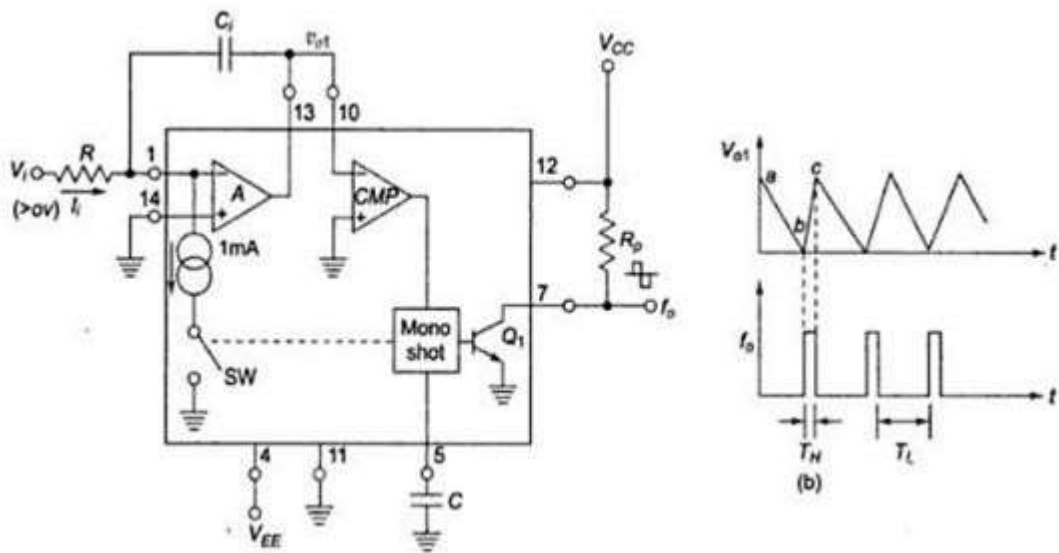 C_i
v_o1
V_CC
13
10
V_i
R
1
12
(>ov)
I_i
14
A
CMP
1mA
R_p
7
f_o
Mono
shot
Q_1
SW
4
11
5
C
V_EE
V_o1
a
c
b
t
f_o
t
T_H
T_L
(b)